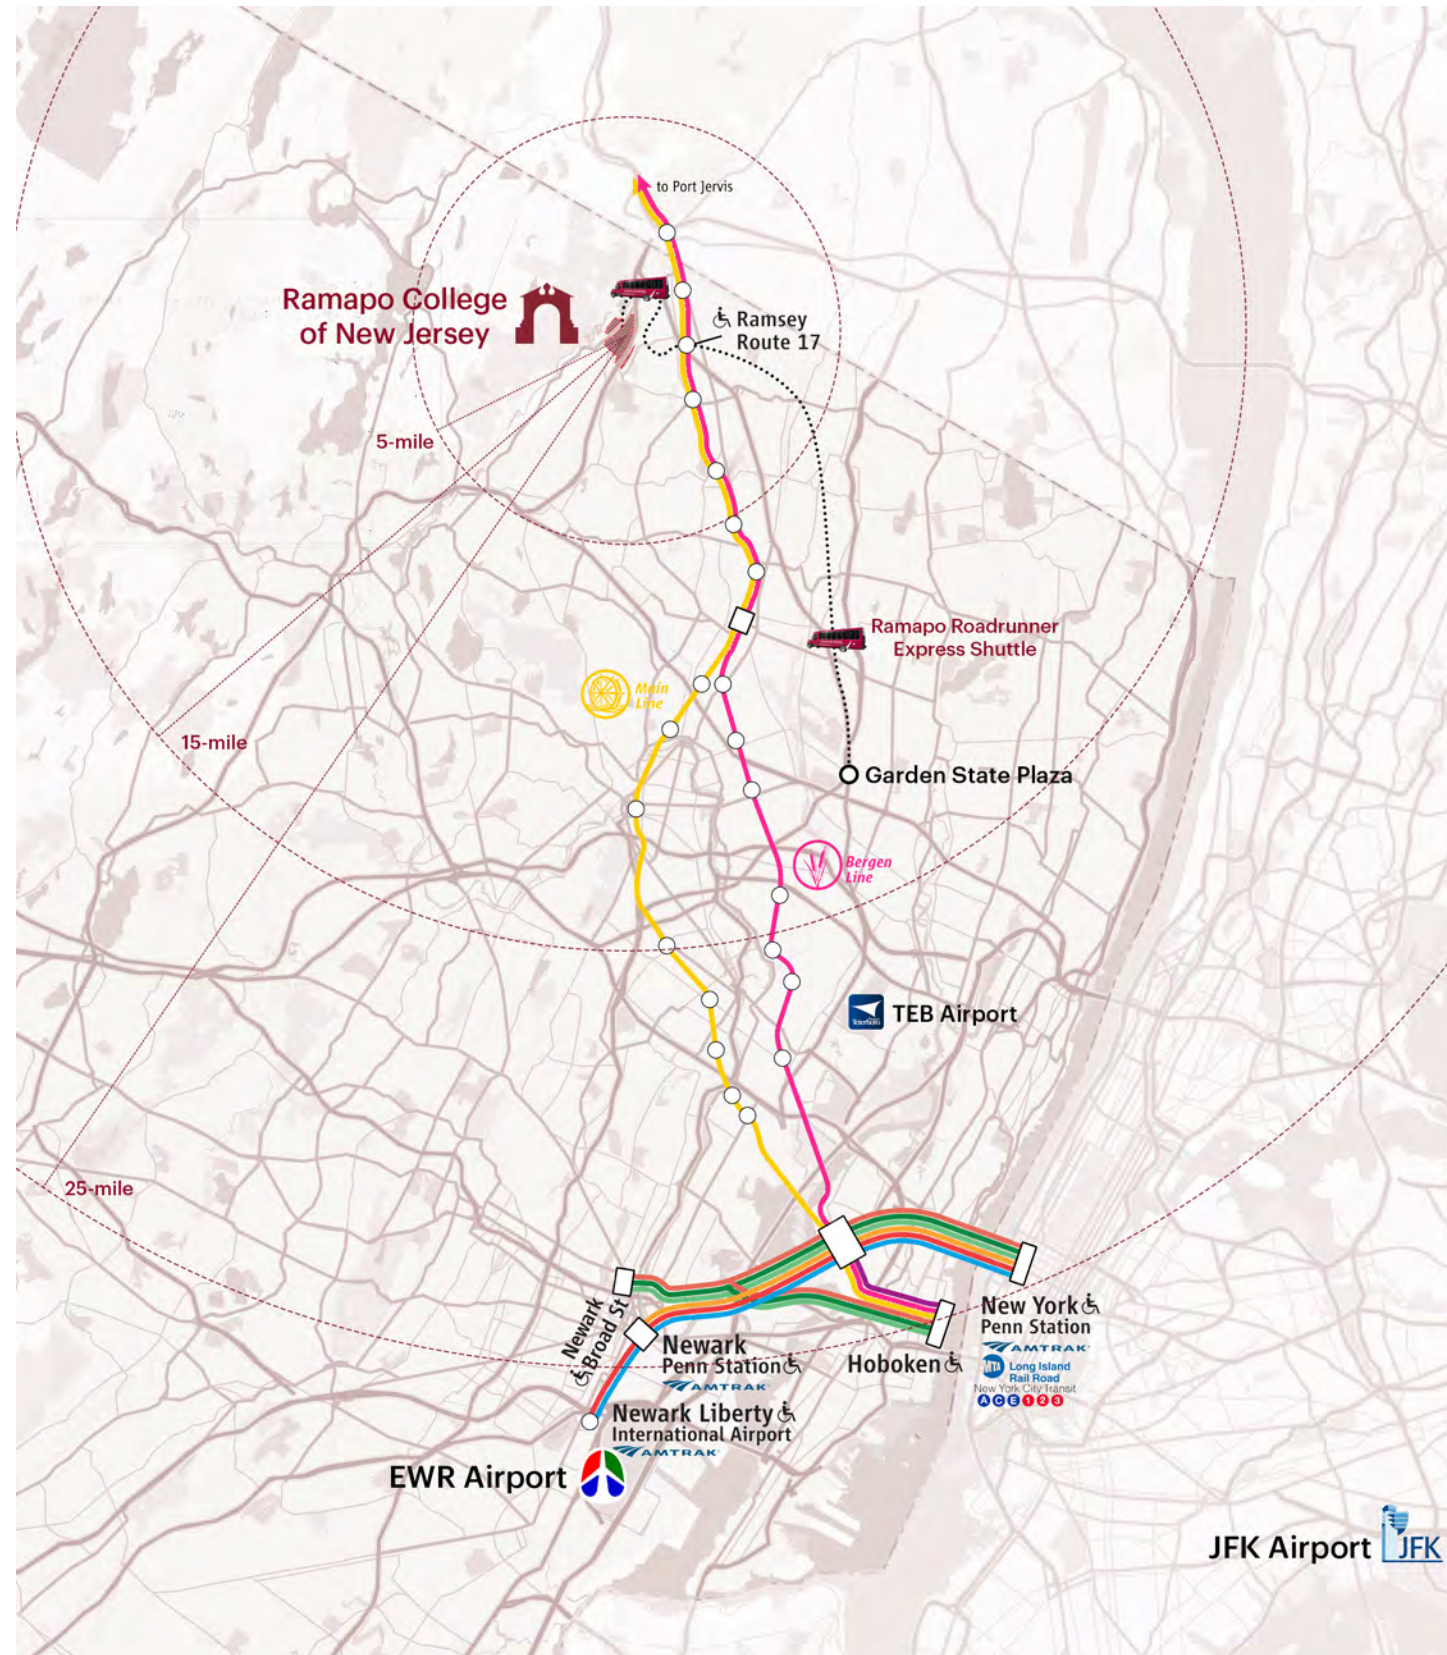 to Port Jervis
Ramapo College
of New Jersey
Ramsey
Route 17
5-mile
Ramapo Roadrunner
Express Shuttle
Main
Line
15-mile
Garden State Plaza
Bergen
Line
TEB Airport
25-mile
Newark
Broad St
New York
Penn Station
AMTRAK
MTA
Long Island
Rail Road
New York City Transit
A C E 1 2 3
Newark
Penn Station
AMTRAK
Hoboken
Newark Liberty
International Airport
AMTRAK
EWR Airport
JFK Airport
JFK